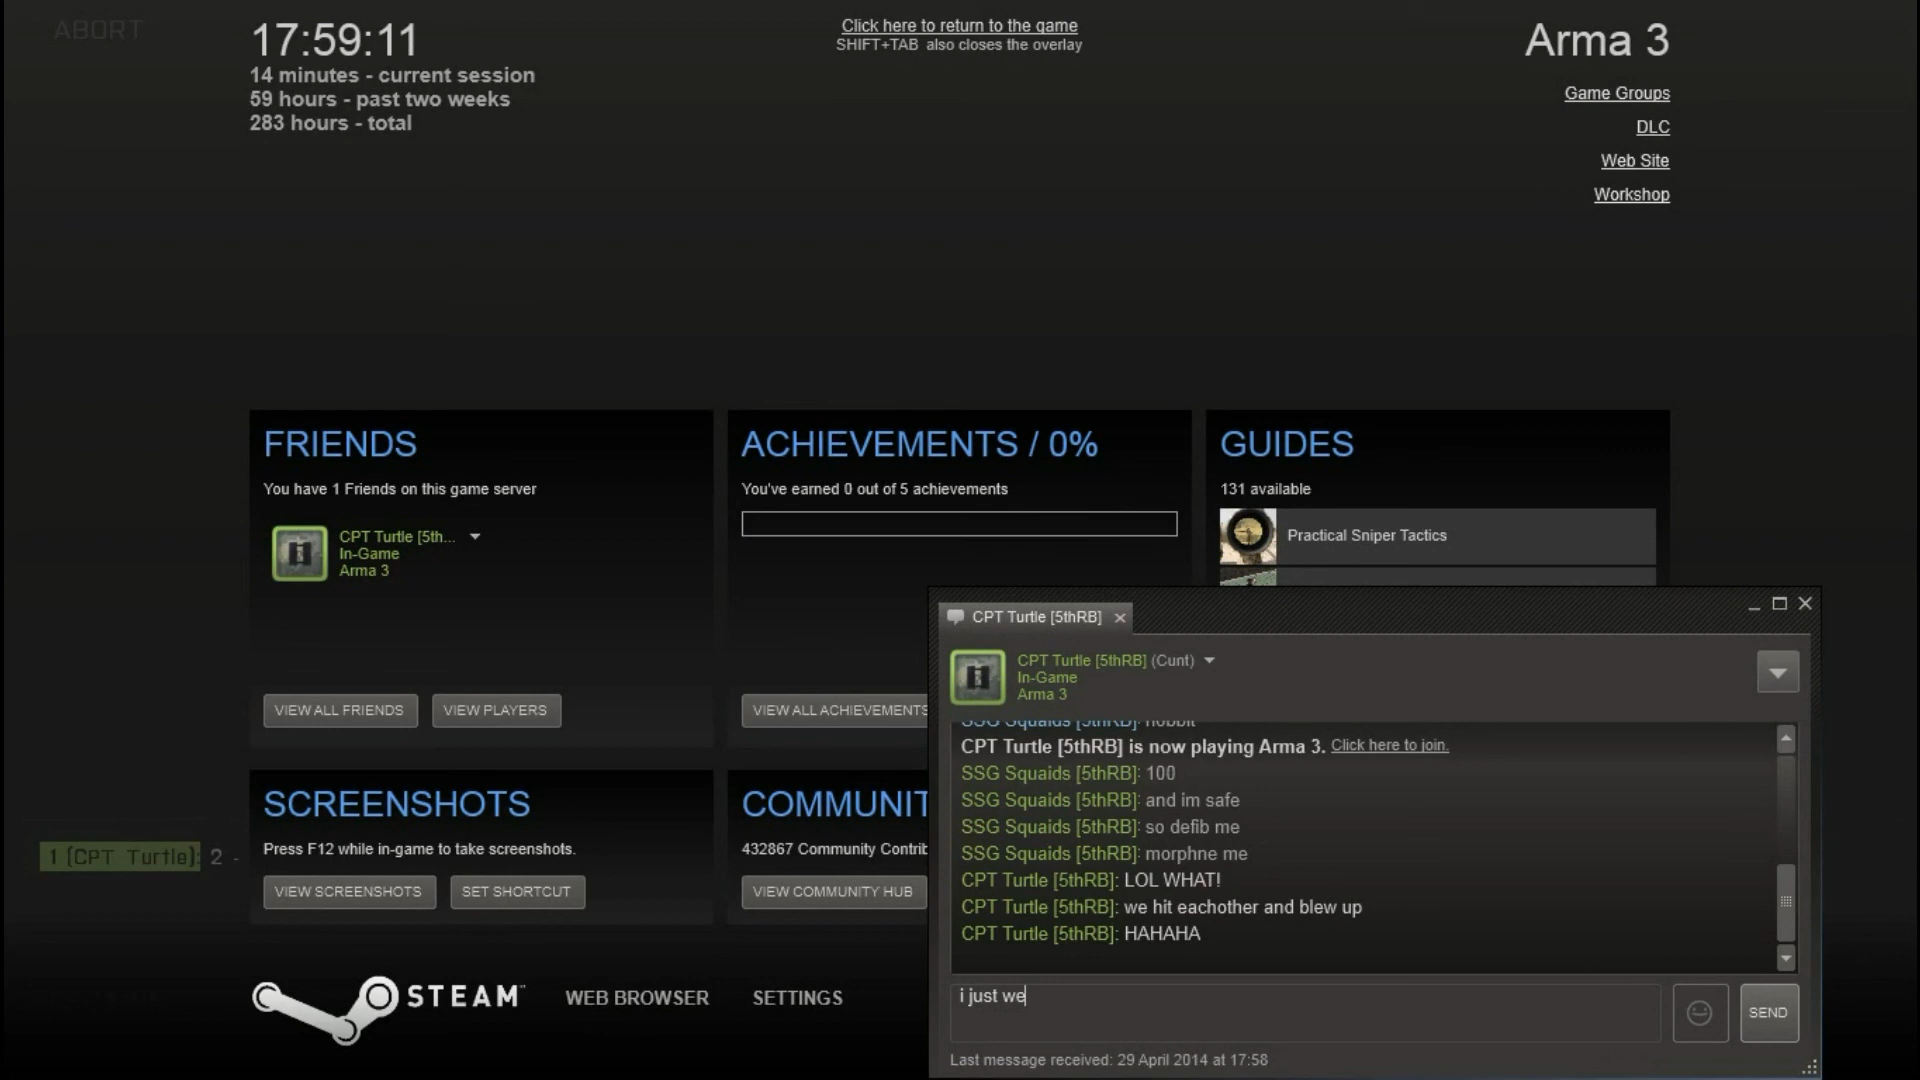 ABORT
17:59:11
14 minutes - current session
59 hours - past two weeks
283 hours - total
Click here to return to the game
SHIFT+TAB also closes the overlay
Arma 3
Game Groups
DLC
Web Site
Workshop
FRIENDS
You have 1 Friends on this game server
CPT Turtle [5th...
In-Game
Arma 3
VIEW ALL FRIENDS
VIEW PLAYERS
ACHIEVEMENTS / 0%
You've earned 0 out of 5 achievements
VIEW ALL ACHIEVEMENTS
GUIDES
131 available
Practical Sniper Tactics
SCREENSHOTS
Press F12 while in-game to take screenshots.
VIEW SCREENSHOTS
SET SHORTCUT
COMMUNIT
432867 Community Contrib
VIEW COMMUNITY HUB
1 (CPT Turtle): 2 -
STEAM™
WEB BROWSER
SETTINGS
CPT Turtle [5thRB]
CPT Turtle [5thRB] (Cunt)
In-Game
Arma 3
SSG Squaids [5thRB]: hobbit
CPT Turtle [5thRB] is now playing Arma 3. Click here to join.
SSG Squaids [5thRB]: 100
SSG Squaids [5thRB]: and im safe
SSG Squaids [5thRB]: so defib me
SSG Squaids [5thRB]: morphne me
CPT Turtle [5thRB]: LOL WHAT!
CPT Turtle [5thRB]: we hit eachother and blew up
CPT Turtle [5thRB]: HAHAHA
i just we
SEND
Last message received: 29 April 2014 at 17:58